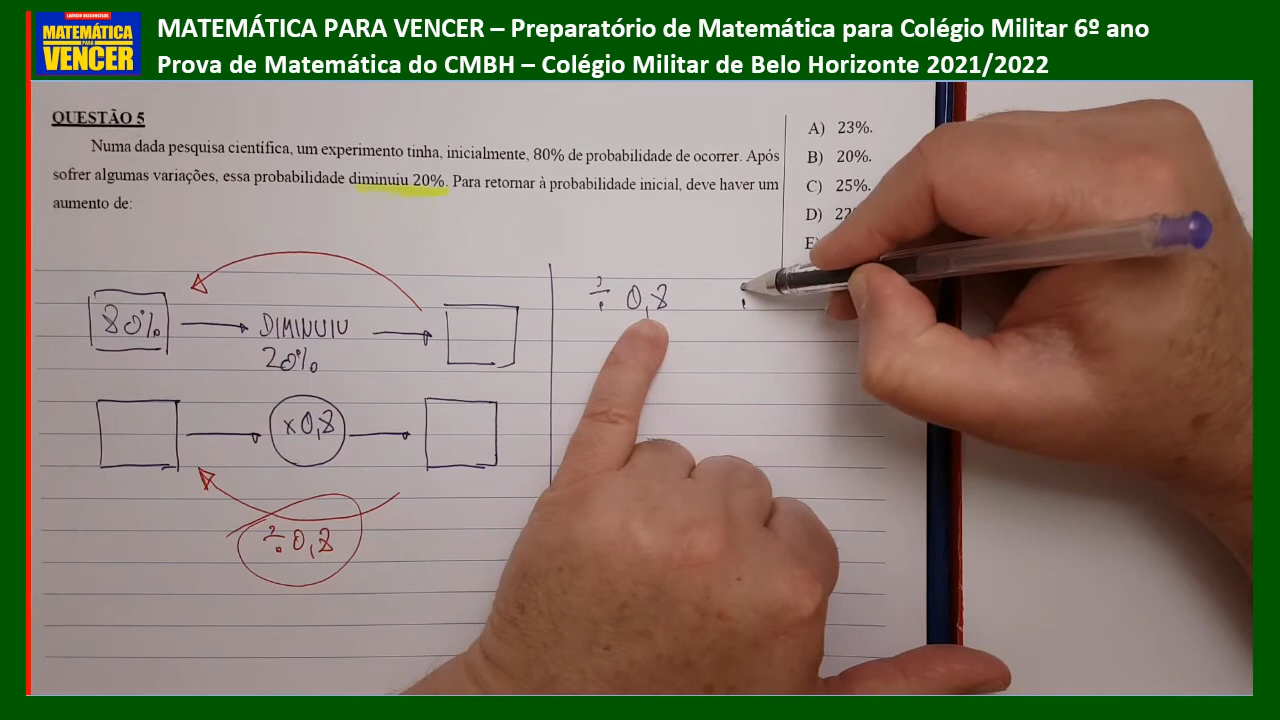 LAÉRCIO VASCONCELOS
MATEMÁTICA
PARA
VENCER
MATEMÁTICA PARA VENCER – Preparatório de Matemática para Colégio Militar 6º ano
Prova de Matemática do CMBH – Colégio Militar de Belo Horizonte 2021/2022
QUESTÃO 5
Numa dada pesquisa científica, um experimento tinha, inicialmente, 80% de probabilidade de ocorrer. Após
sofrer algumas variações, essa probabilidade diminuiu 20%. Para retornar à probabilidade inicial, deve haver um
aumento de:
A) 23%.
B) 20%.
C) 25%.
D) 22
E)
80% DIMINUIU
20%
x0,8
÷0,8
÷ 0,8